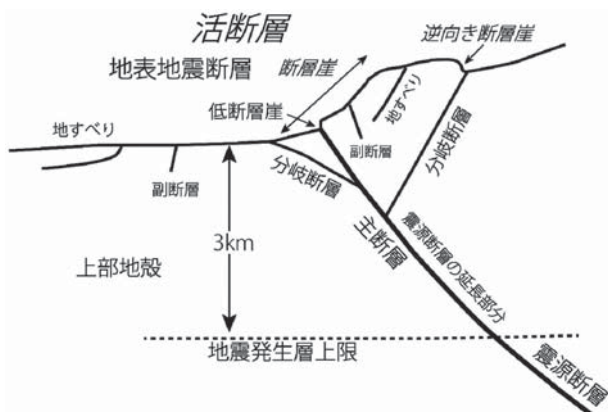 活断層
地表地震断層
断層崖
逆向き断層崖
低断層崖
地すべり
地すべり
副断層
副断層
分岐断層
分岐断層
主断層
震源断層の延長部分
3km
上部地殻
地震発生層上限
震源断層